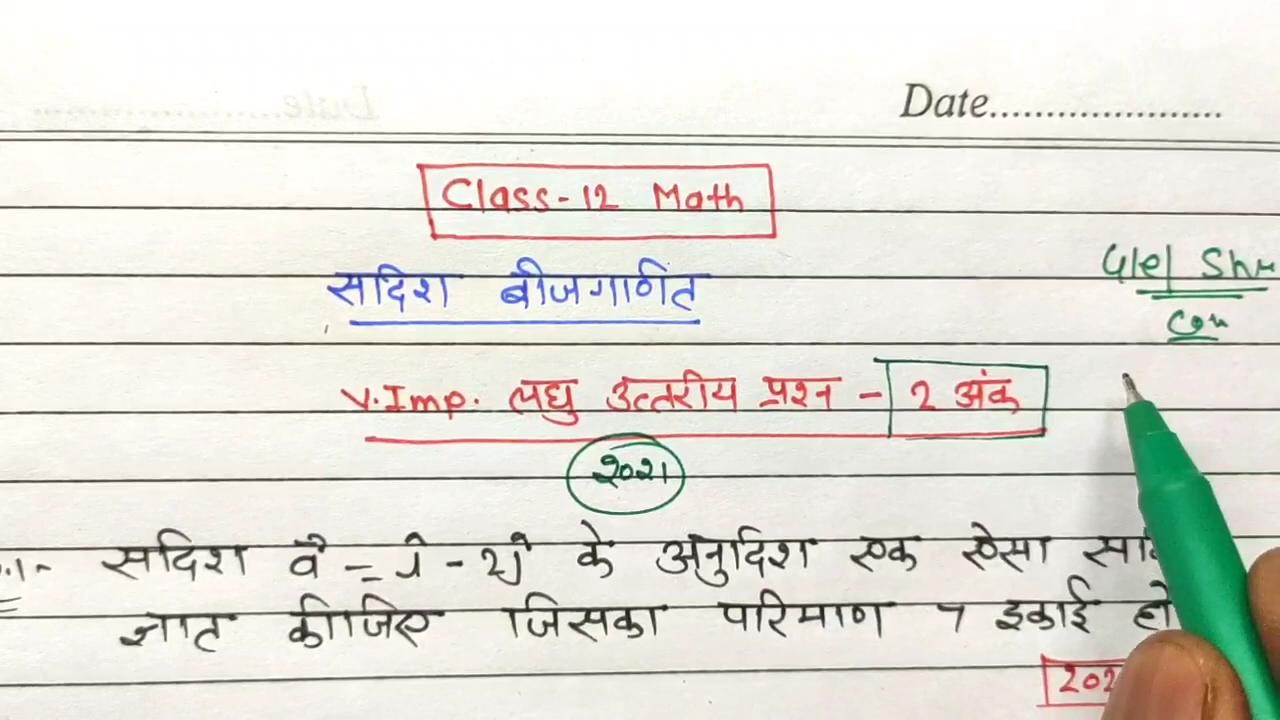 Date.....................
Class-12 Math
सदिश बीजगणित
V.Imp. लघु उत्तरीय प्रश्न - 2 अंक
2021
सदिश = i - 2j के अनुदिश एक ऐसा
ज्ञात कीजिए जिसका परिमाण 7 इकाई हो